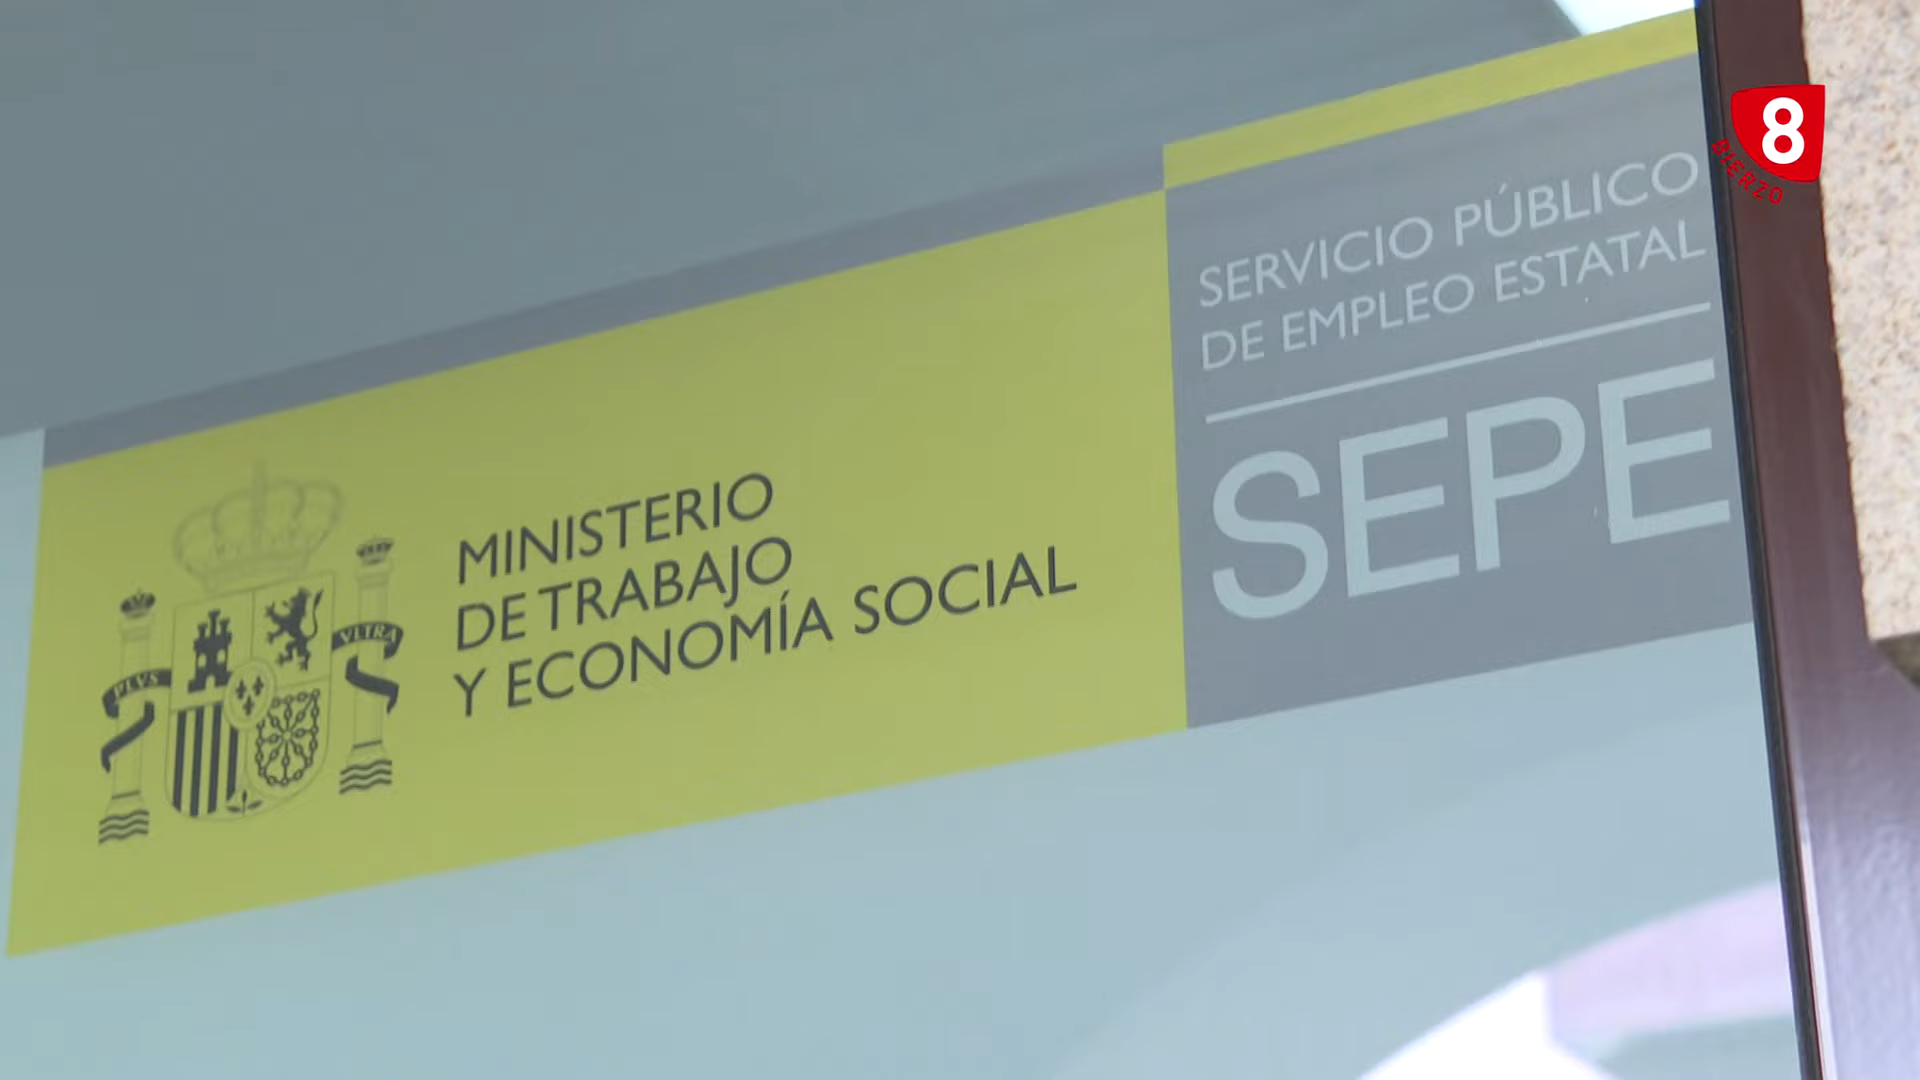 MINISTERIO
DE TRABAJO
Y ECONOMÍA SOCIAL
PLVS
VLTRA
SERVICIO PÚBLICO
DE EMPLEO ESTATAL
SEPE
8
BIERZO